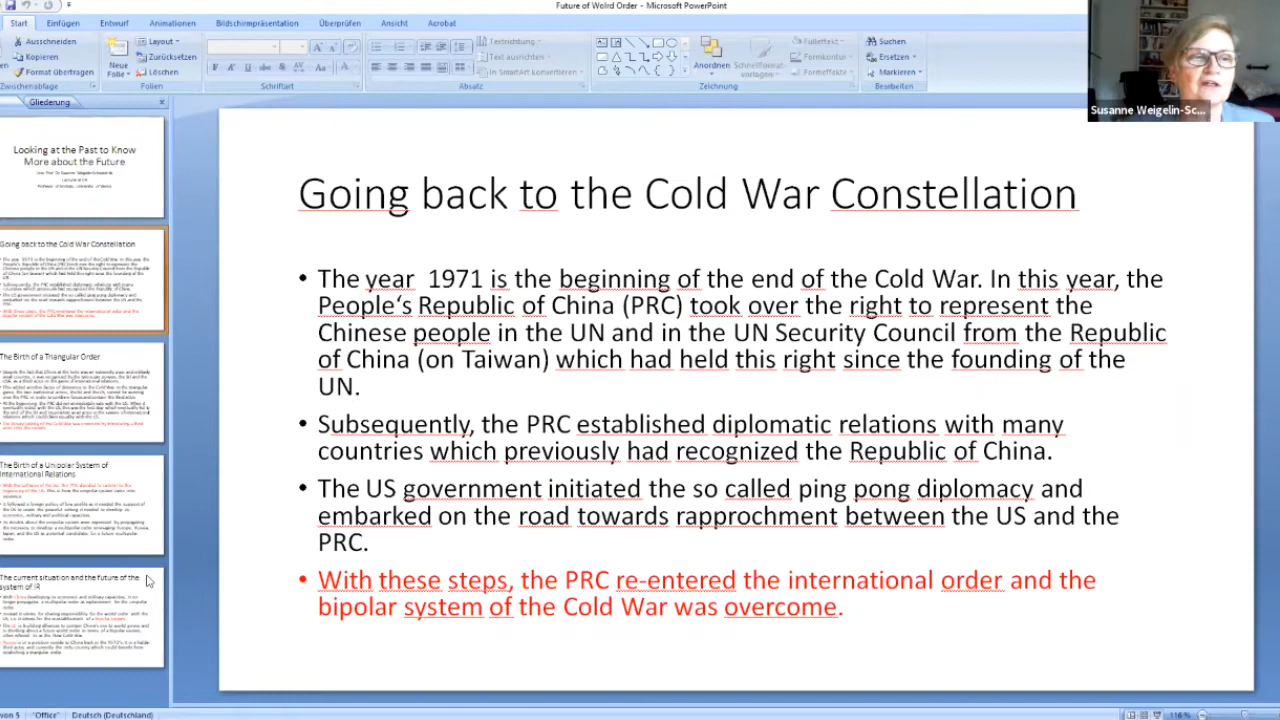 Future of Wolrd Order - Microsoft PowerPoint
Start Einfügen Entwurf Animationen Bildschirmpräsentation Überprüfen Ansicht Acrobat
Ausschneiden
Kopieren
Format übertragen
Zwischenablage
Neue Folie
Layout
Zurücksetzen
Löschen
Folien
Schriftart
Textrichtung
Text ausrichten
In SmartArt konvertieren
Absatz
Anordnen
Schnellformat-vorlagen
Fülleffekt
Formkontur
Formeffekte
Zeichnung
Suchen
Ersetzen
Markieren
Bearbeiten
Susanne Weigelin-Sc...
Gliederung
Looking at the Past to Know
More about the Future
Going back to the Cold War Constellation
The Birth of a Triangular Order
The Birth of a Unipolar System of
International Relations
The current situation and the future of the
system of IR
Going back to the Cold War Constellation
• The year 1971 is the beginning of the end of the Cold War. In this year, the
People‘s Republic of China (PRC) took over the right to represent the
Chinese people in the UN and in the UN Security Council from the Republic
of China (on Taiwan) which had held this right since the founding of the
UN.
• Subsequently, the PRC established diplomatic relations with many
countries which previously had recognized the Republic of China.
• The US government initiated the so-called ping pong diplomacy and
embarked on the road towards rapprochement between the US and the
PRC.
• With these steps, the PRC re-entered the international order and the
bipolar system of the Cold War was overcome.
von 5 "Office" Deutsch (Deutschland)
116 %